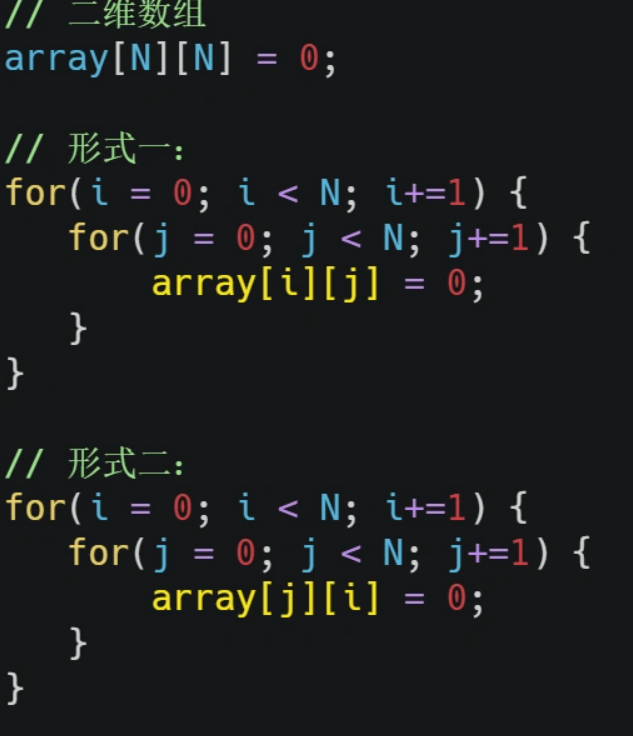 // 二维数组
array[N][N] = 0;
// 形式一:
for(i = 0; i < N; i+=1) {
for(j = 0; j < N; j+=1) {
array[i][j] = 0;
}
}
// 形式二:
for(i = 0; i < N; i+=1) {
for(j = 0; j < N; j+=1) {
array[j][i] = 0;
}
}